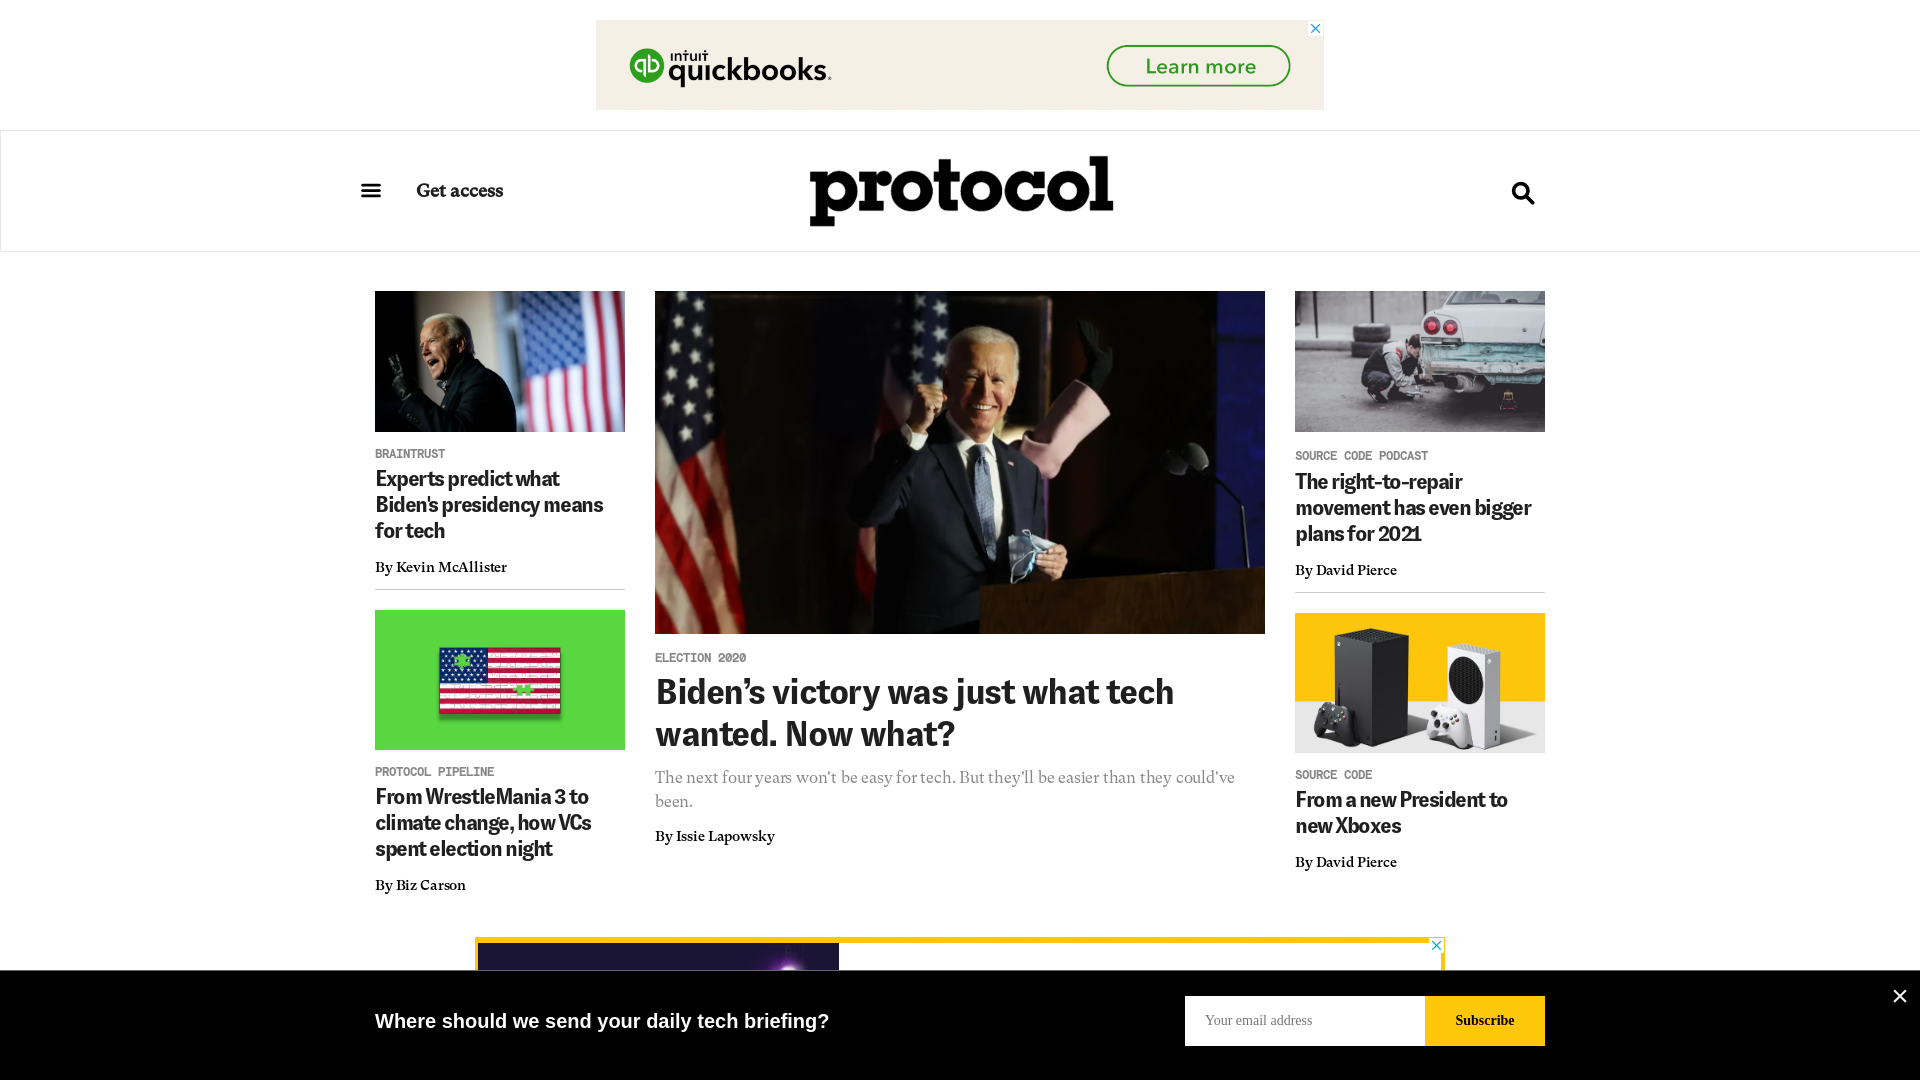 intuit
quickbooks.
Learn more
Get access
protocol
BRAINTRUST
Experts predict what
Biden's presidency means
for tech
By Kevin McAllister
PROTOCOL PIPELINE
From WrestleMania 3 to
climate change, how VCs
spent election night
By Biz Carson
ELECTION 2020
Biden’s victory was just what tech
wanted. Now what?
The next four years won't be easy for tech. But they'll be easier than they could've
been.
By Issie Lapowsky
SOURCE CODE PODCAST
The right-to-repair
movement has even bigger
plans for 2021
By David Pierce
SOURCE CODE
From a new President to
new Xboxes
By David Pierce
Where should we send your daily tech briefing?
Your email address
Subscribe